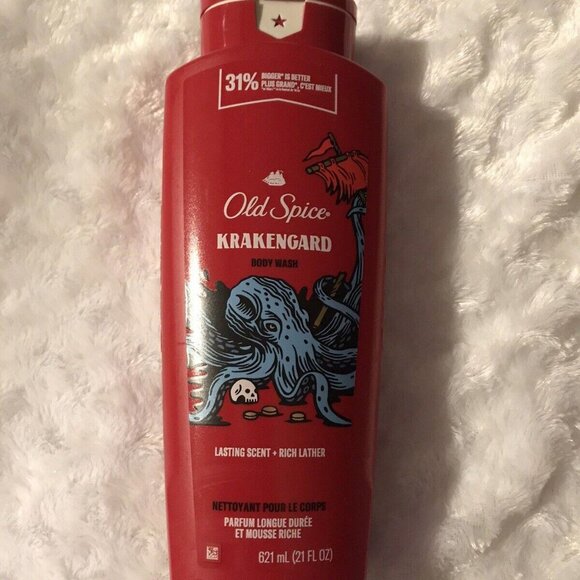 31% BIGGER* IS BETTER
PLUS GRAND*, C'EST MIEUX
Old Spice®
KRAKENGARD
BODY WASH
LASTING SCENT + RICH LATHER
NETTOYANT POUR LE CORPS
PARFUM LONGUE DURÉE
ET MOUSSE RICHE
621 mL (21 FL OZ)